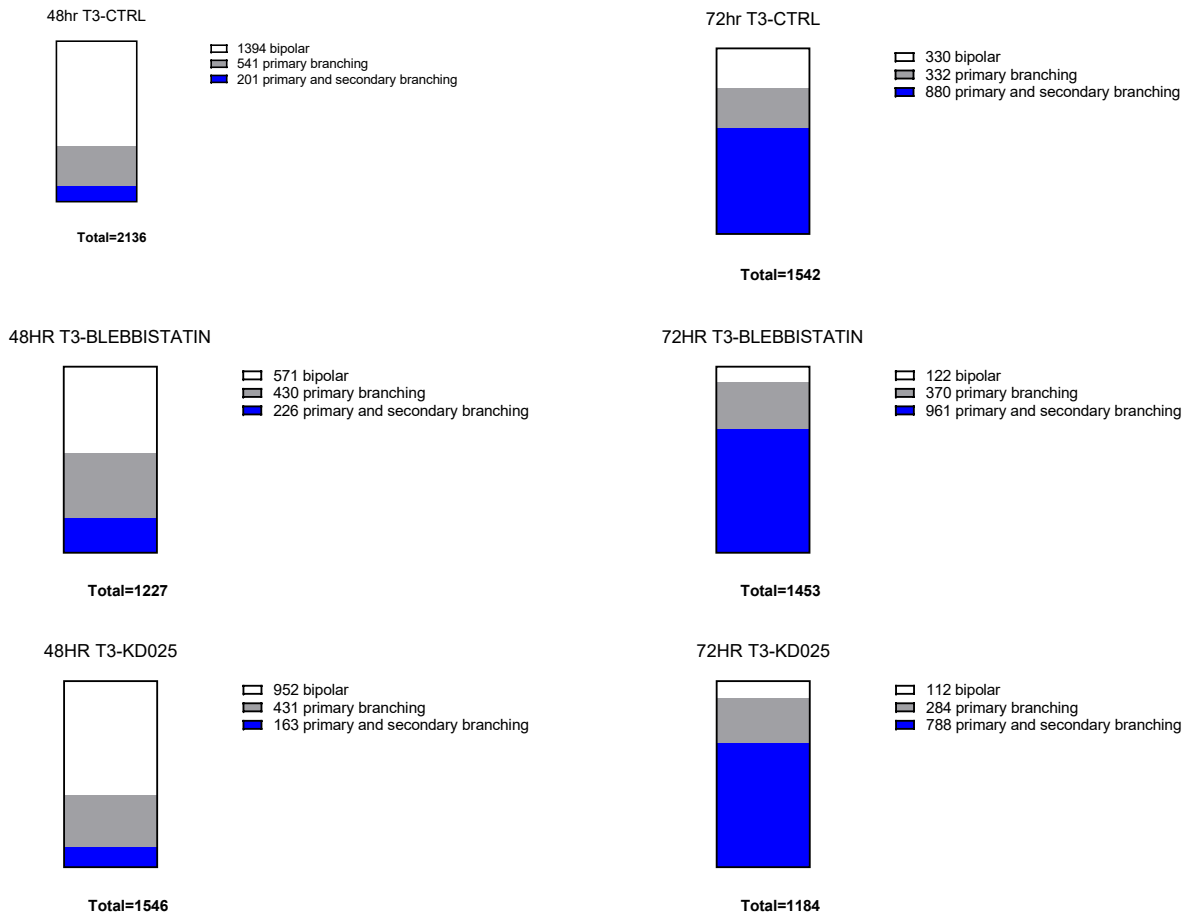 48hr T3-CTRL
1394 bipolar
541 primary branching
201 primary and secondary branching
Total=2136
72hr T3-CTRL
330 bipolar
332 primary branching
880 primary and secondary branching
Total=1542
48HR T3-BLEBBISTATIN
571 bipolar
430 primary branching
226 primary and secondary branching
Total=1227
72HR T3-BLEBBISTATIN
122 bipolar
370 primary branching
961 primary and secondary branching
Total=1453
48HR T3-KD025
952 bipolar
431 primary branching
163 primary and secondary branching
Total=1546
72HR T3-KD025
112 bipolar
284 primary branching
788 primary and secondary branching
Total=1184